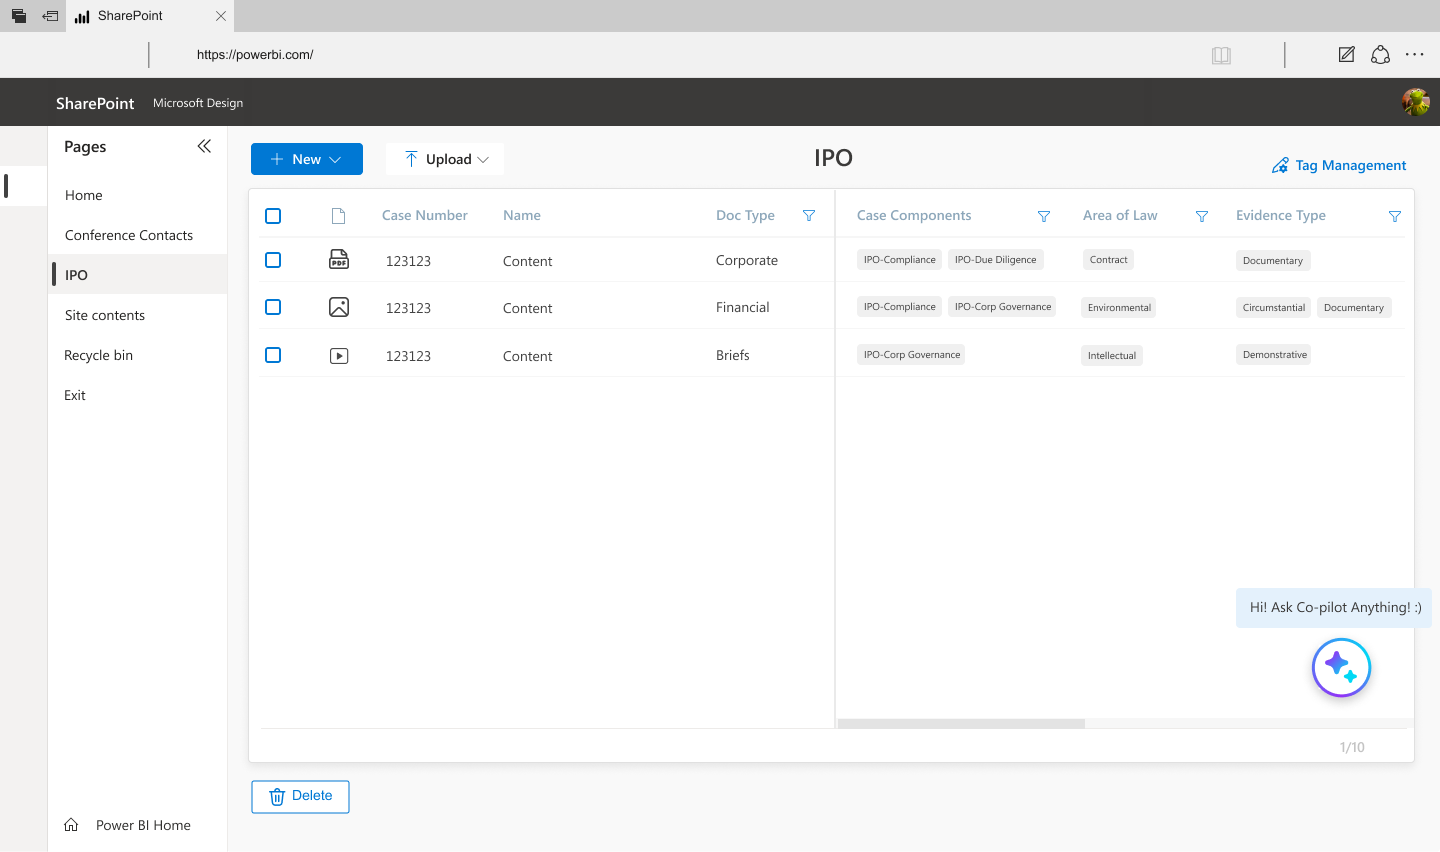 SharePoint
https://powerbi.com/
SharePoint Microsoft Design
Pages
Home
Conference Contacts
IPO
Site contents
Recycle bin
Exit
Power BI Home
New
Upload
IPO
Tag Management
Case Number Name Doc Type Case Components Area of Law Evidence Type
PDF 123123 Content Corporate IPO-Compliance IPO-Due Diligence Contract Documentary
123123 Content Financial IPO-Compliance IPO-Corp Governance Environmental Circumstantial Documentary
123123 Content Briefs IPO-Corp Governance Intellectual Demonstrative
Hi! Ask Co-pilot Anything! :)
1/10
Delete